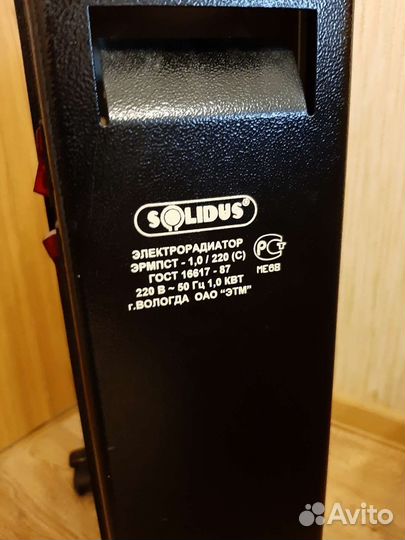 SOLIDUS®
ЭЛЕКТРОРАДИАТОР
ЭРМПСТ - 1,0 / 220 (С)
ГОСТ 16617 - 87
220 В ~ 50 Гц 1,0 КВТ
г.ВОЛОГДА ОАО "ЭТМ"
РСТ
МЕ68
Avito